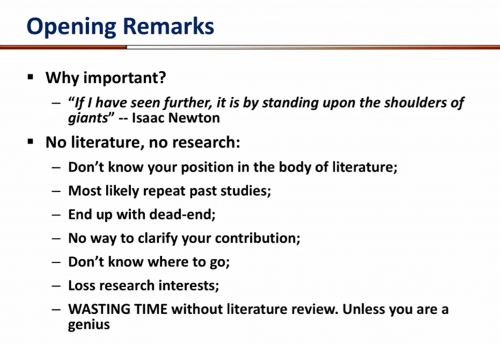 Opening Remarks
▪ Why important?
– "If I have seen further, it is by standing upon the shoulders of
giants" -- Isaac Newton
▪ No literature, no research:
– Don't know your position in the body of literature;
– Most likely repeat past studies;
– End up with dead-end;
– No way to clarify your contribution;
– Don't know where to go;
– Loss research interests;
– WASTING TIME without literature review. Unless you are a
genius